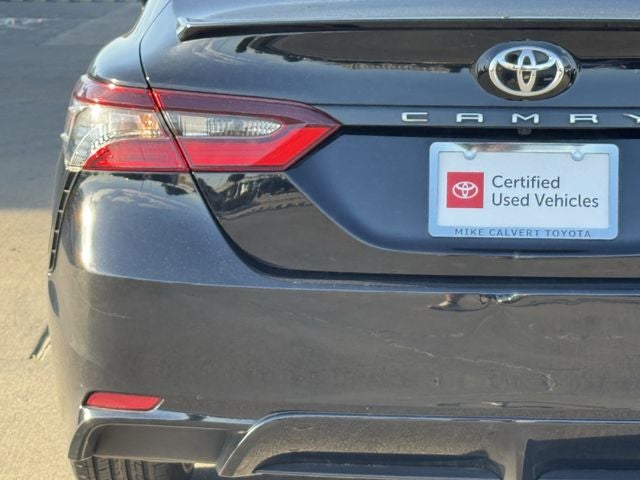 CAMRY
Certified
Used Vehicles
MIKE CALVERT TOYOTA